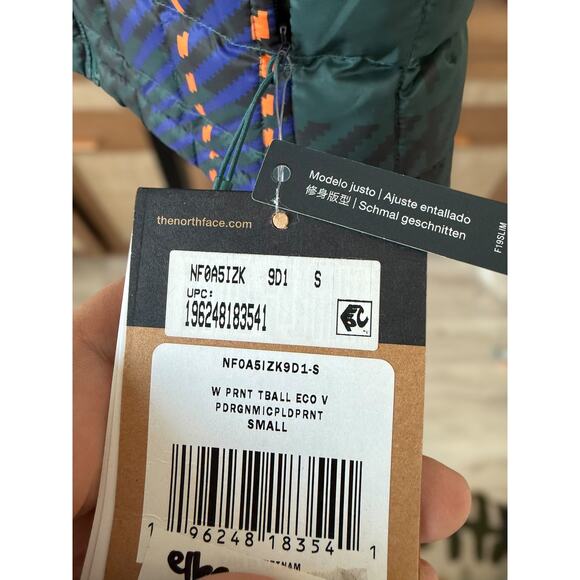 Modelo justo | Ajuste entallado
修身版型 | Schmal geschnitten
F19SLIM
thenorthface.com
NF0A5IZK 9D1 S
UPC:
196248183541
NF0A5IZK9D1-S
W PRNT TBALL ECO V
PDRGNMICPLDPRNT
SMALL
1 96248 18354 1